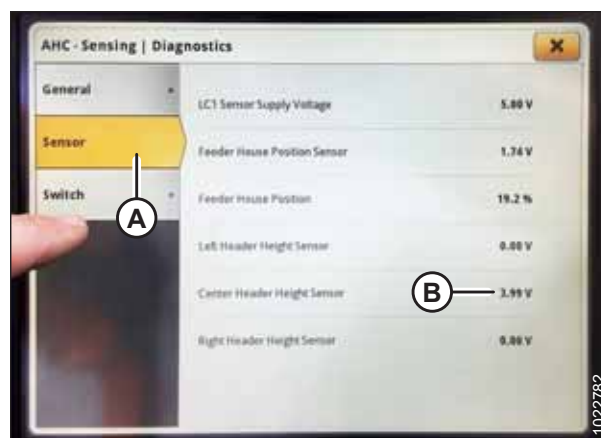 AHC - Sensing | Diagnostics
General
Sensor
Switch
LC1 Sensor Supply Voltage 5.00 V
Feeder House Position Sensor 1.74 V
Feeder House Position 19.2 %
Left Header Height Sensor 0.00 V
Center Header Height Sensor 3.99 V
Right Header Height Sensor 0.00 V
A
B
1022782